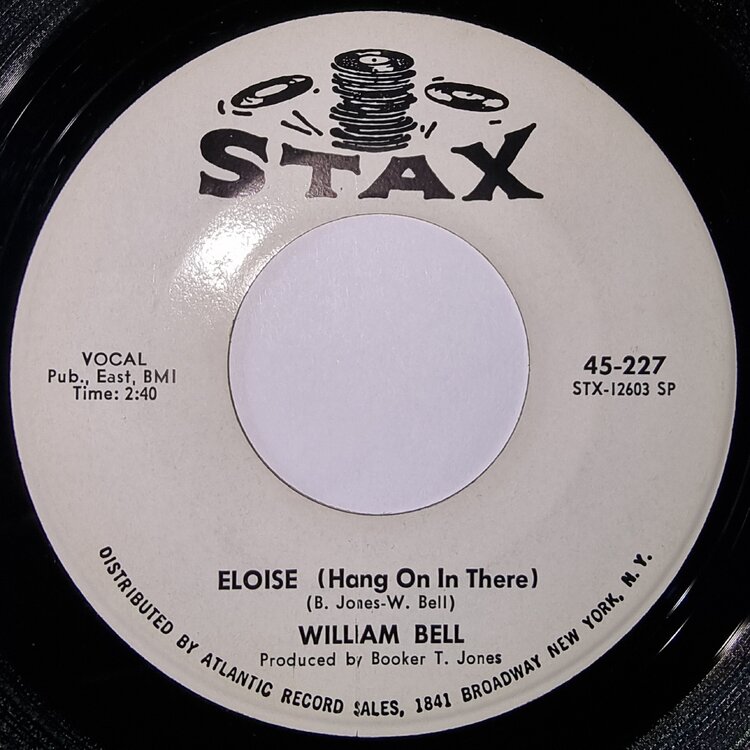 STAX
VOCAL
Pub., East, BMI
Time: 2:40
45-227
STX-12603 SP
ELOISE (Hang On In There)
(B. Jones-W. Bell)
WILLIAM BELL
Produced by Booker T. Jones
DISTRIBUTED BY ATLANTIC RECORD SALES, 1841 BROADWAY NEW YORK, N. Y.